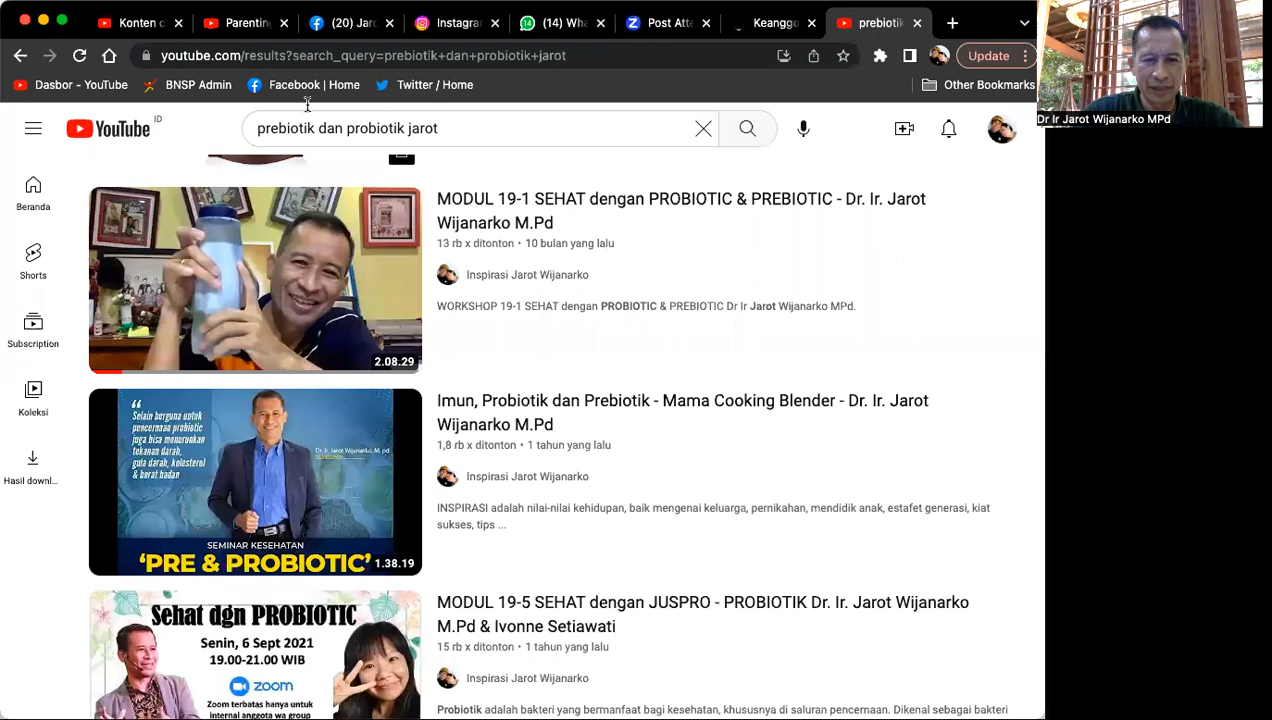 Konten c
Parenting
(20) Jaro
Instagram
(14) Wha
Post Atte
Keanggo
prebiotik
youtube.com/results?search_query=prebiotik+dan+probiotik+jarot
Update
Dasbor - YouTube
BNSP Admin
Facebook | Home
Twitter / Home
Other Bookmarks
Dr Ir Jarot Wijanarko MPd
YouTube ID
prebiotik dan probiotik jarot
Beranda
Shorts
Subscription
Koleksi
Hasil downl...
2.08.29
MODUL 19-1 SEHAT dengan PROBIOTIC & PREBIOTIC - Dr. Ir. Jarot
Wijanarko M.Pd
13 rb x ditonton • 10 bulan yang lalu
Inspirasi Jarot Wijanarko
WORKSHOP 19-1 SEHAT dengan PROBIOTIC & PREBIOTIC Dr Ir Jarot Wijanarko MPd.
“
Selain berguna untuk
pencernaan probiotik
juga bisa menurunkan
tekanan darah,
gula darah, kolesterol
& berat badan
Dr. Ir. Jarot Wijanarko, M. pd
SEMINAR KESEHATAN
‘PRE & PROBIOTIC’
1.38.19
Imun, Probiotik dan Prebiotik - Mama Cooking Blender - Dr. Ir. Jarot
Wijanarko M.Pd
1,8 rb x ditonton • 1 tahun yang lalu
Inspirasi Jarot Wijanarko
INSPIRASI adalah nilai-nilai kehidupan, baik mengenai keluarga, pernikahan, mendidik anak, estafet generasi, kiat
sukses, tips ...
Sehat dgn PROBIOTIC
Senin, 6 Sept 2021
19.00-21.00 WIB
zoom
Zoom terbatas hanya untuk
internal anggota wa group
MODUL 19-5 SEHAT dengan JUSPRO - PROBIOTIK Dr. Ir. Jarot Wijanarko
M.Pd & Ivonne Setiawati
15 rb x ditonton • 1 tahun yang lalu
Inspirasi Jarot Wijanarko
Probiotik adalah bakteri yang bermanfaat bagi kesehatan, khususnya di saluran pencernaan. Dikenal sebagai bakteri